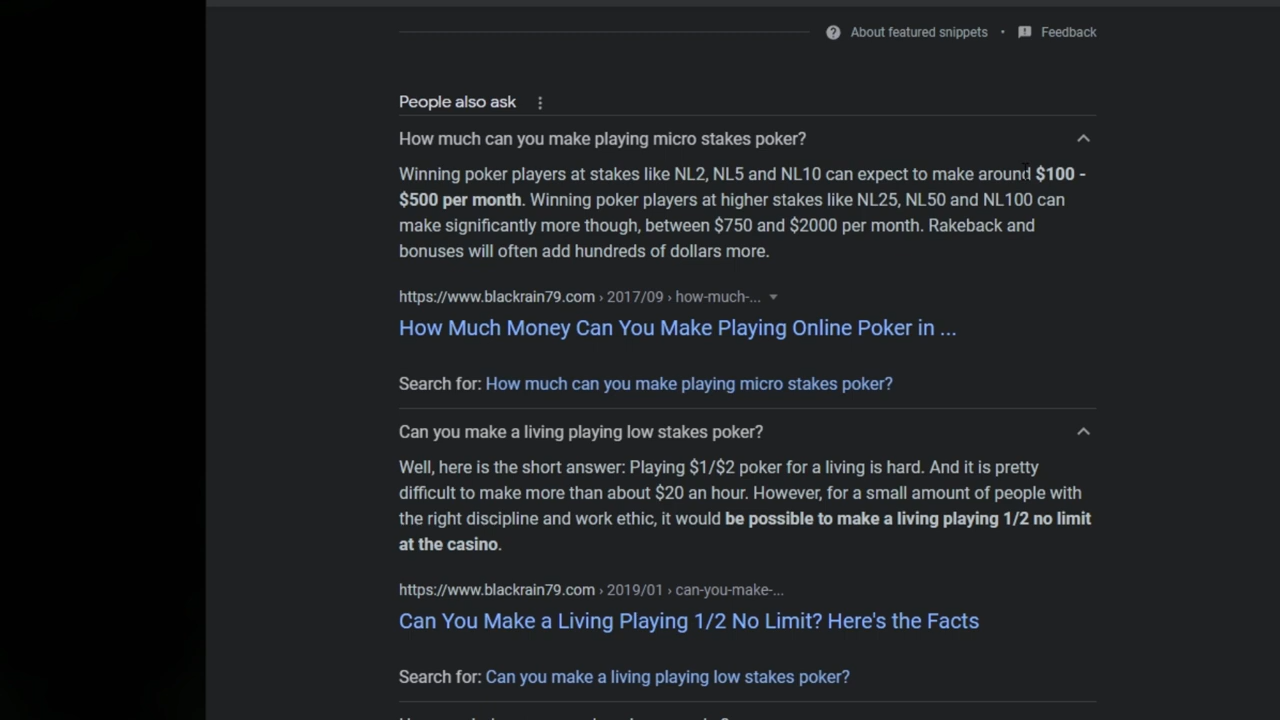 About featured snippets • Feedback
People also ask
How much can you make playing micro stakes poker?
Winning poker players at stakes like NL2, NL5 and NL10 can expect to make around $100 -
$500 per month. Winning poker players at higher stakes like NL25, NL50 and NL100 can
make significantly more though, between $750 and $2000 per month. Rakeback and
bonuses will often add hundreds of dollars more.
https://www.blackrain79.com › 2017/09 › how-much-...
How Much Money Can You Make Playing Online Poker in ...
Search for: How much can you make playing micro stakes poker?
Can you make a living playing low stakes poker?
Well, here is the short answer: Playing $1/$2 poker for a living is hard. And it is pretty
difficult to make more than about $20 an hour. However, for a small amount of people with
the right discipline and work ethic, it would be possible to make a living playing 1/2 no limit
at the casino.
https://www.blackrain79.com › 2019/01 › can-you-make-...
Can You Make a Living Playing 1/2 No Limit? Here's the Facts
Search for: Can you make a living playing low stakes poker?